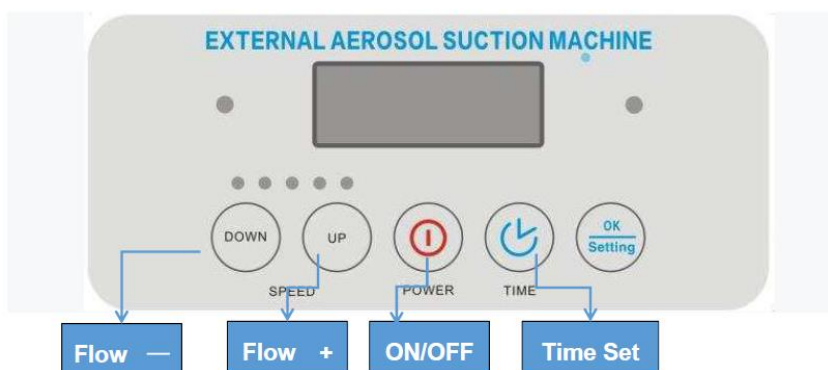 EXTERNAL AEROSOL SUCTION MACHINE
DOWN
UP
OK
Setting
SPEED
POWER
TIME
Flow —
Flow +
ON/OFF
Time Set